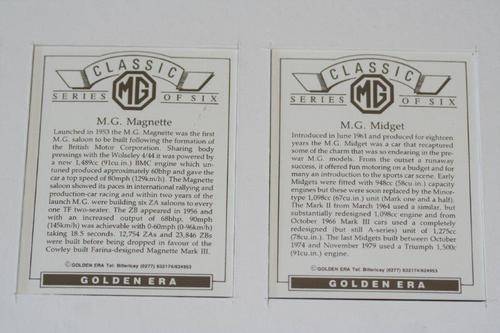 CLASSIC
MG
SERIES OF SIX
M.G. Magnette
Launched in 1953 the M.G. Magnette was the first
M.G. saloon to be built following the formation of
the British Motor Corporation. Sharing body
pressings with the Wolseley 4/44 it was powered by
a new 1,489cc (91cu.in.) BMC engine which un-
tuned produced approximately 60bhp and gave the
car a top speed of 80mph (129km/h). The Magnette
saloon showed its paces in international rallying and
production-car racing and within two years of the
launch M.G. were building six ZA saloons to every
one TF two-seater. The ZB appeared in 1956 and
with an increased output of 68bhp, 90mph
(145km/h) was achievable with 0-60mph (0-96km/h)
taking 18.5 seconds. 12,754 ZAs and 23,846 ZBs
were built before being dropped in favour of the
Cowley built Farina-designed Magnette Mark III.
© GOLDEN ERA Tel: Billericay (0277) 632174/624953
GOLDEN ERA
CLASSIC
MG
SERIES OF SIX
M.G. Midget
Introduced in June 1961 and produced for eighteen
years the M.G. Midget was a car that recaptured
some of the charm that was so endearing in the pre-
war M.G. models. From the outset a runaway
success, it offered fun motoring on a budget and for
many an introduction to the sports car scene. Early
Midgets were fitted with 948cc (58cu.in.) capacity
engines but these were soon replaced by the Minor-
type 1,098cc (67cu.in.) unit (Mark one and a half).
The Mark II from March 1964 used a similar, but
substantially redesigned 1,098cc engine and from
October 1966 Mark III cars used a completely
redesigned (but still A-series) unit of 1,275cc
(78cu.in.). The last Midgets built between October
1974 and November 1979 used a Triumph 1,500c
(91cu.in.) engine.
© GOLDEN ERA Tel: Billericay (0277) 632174/624953
GOLDEN ERA